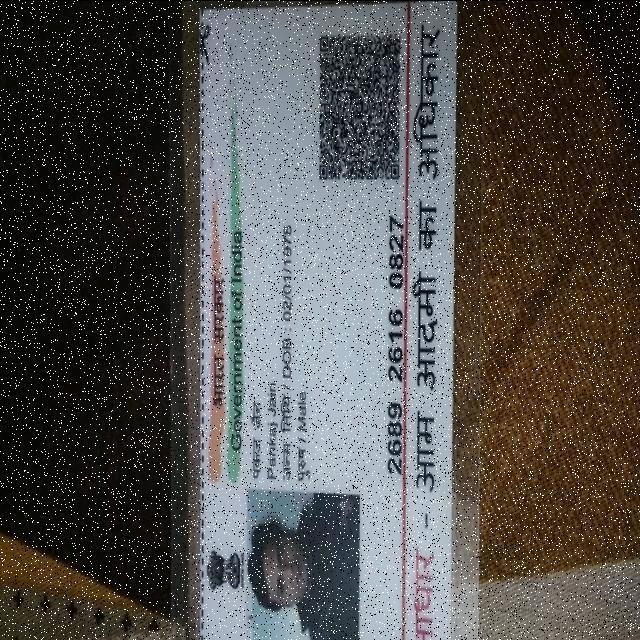 भारत सरकार
Government of India
पंकज जैन
Pankaj Jain
जन्म तिथि / DOB : 02/01/1975
पुरुष / Male
2689 2616 0827
आधार - आम आदमी का अधिकार